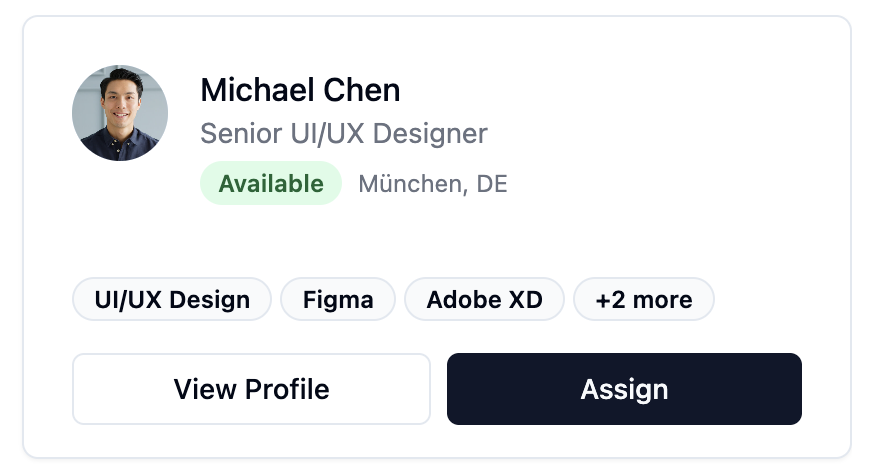 Michael Chen
Senior UI/UX Designer
Available München, DE
UI/UX Design Figma Adobe XD +2 more
View Profile Assign